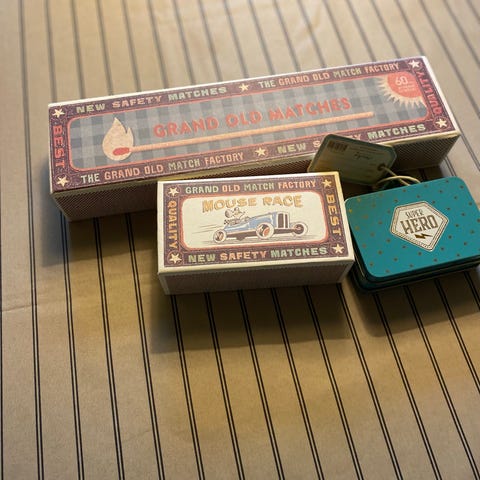 NEW SAFETY MATCHES ★ THE GRAND OLD MATCH FACTORY
BEST
GRAND OLD MATCHES
60
QUALITY
THE GRAND OLD MATCH FACTORY ★ NEW SAFETY MATCHES
GRAND OLD MATCH FACTORY
QUALITY
MOUSE RACE
BEST
NEW SAFETY MATCHES
SUPER
HERO